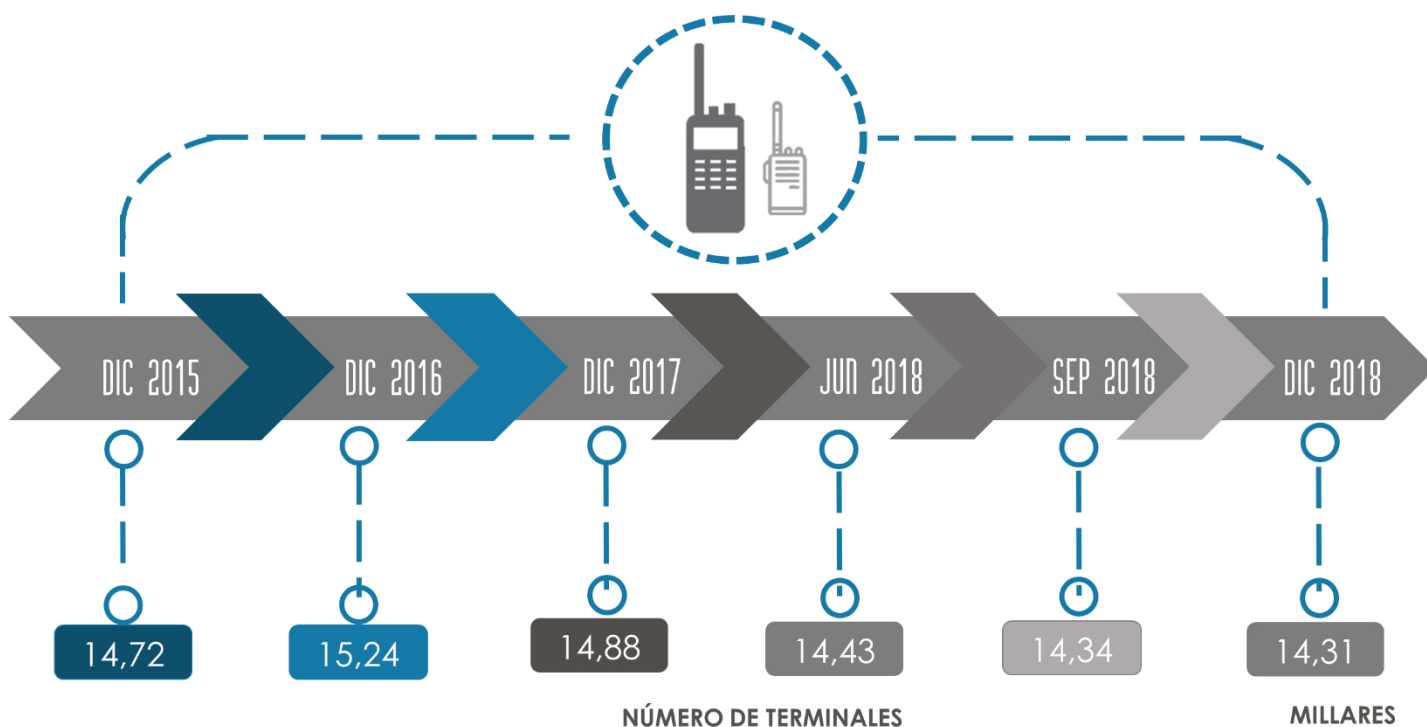 DIC 2015
DIC 2016
DIC 2017
JUN 2018
SEP 2018
DIC 2018
14,72
15,24
14,88
14,43
14,34
14,31
NÚMERO DE TERMINALES
MILLARES